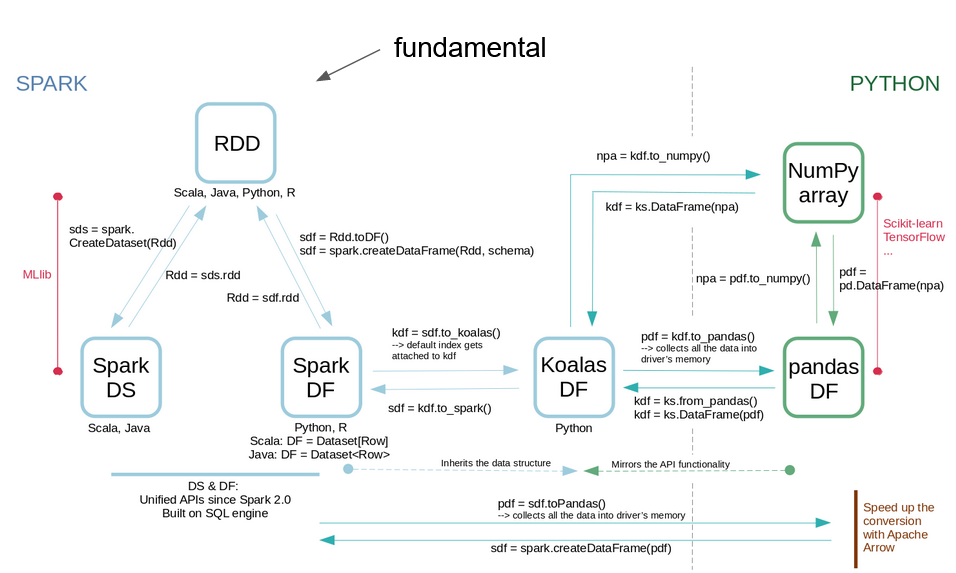 fundamental
SPARK
PYTHON
RDD
Scala, Java, Python, R
NumPy
array
npa = kdf.to_numpy()
kdf = ks.DataFrame(npa)
sds = spark.
CreateDataset(Rdd)
sdf = Rdd.toDF()
sdf = spark.createDataFrame(Rdd, schema)
Scikit-learn
TensorFlow
...
MLlib
Rdd = sds.rdd
Rdd = sdf.rdd
npa = pdf.to_numpy()
pdf =
pd.DataFrame(npa)
Spark
DS
Scala, Java
Spark
DF
Python, R
Scala: DF = Dataset[Row]
Java: DF = Dataset<Row>
kdf = sdf.to_koalas()
--> default index gets
attached to kdf
sdf = kdf.to_spark()
Koalas
DF
Python
pdf = kdf.to_pandas()
--> collects all the data into
driver's memory
kdf = ks.from_pandas()
kdf = ks.DataFrame(pdf)
pandas
DF
Inherits the data structure
Mirrors the API functionality
DS & DF:
Unified APIs since Spark 2.0
Built on SQL engine
pdf = sdf.toPandas()
--> collects all the data into driver's memory
sdf = spark.createDataFrame(pdf)
Speed up the
conversion
with Apache
Arrow